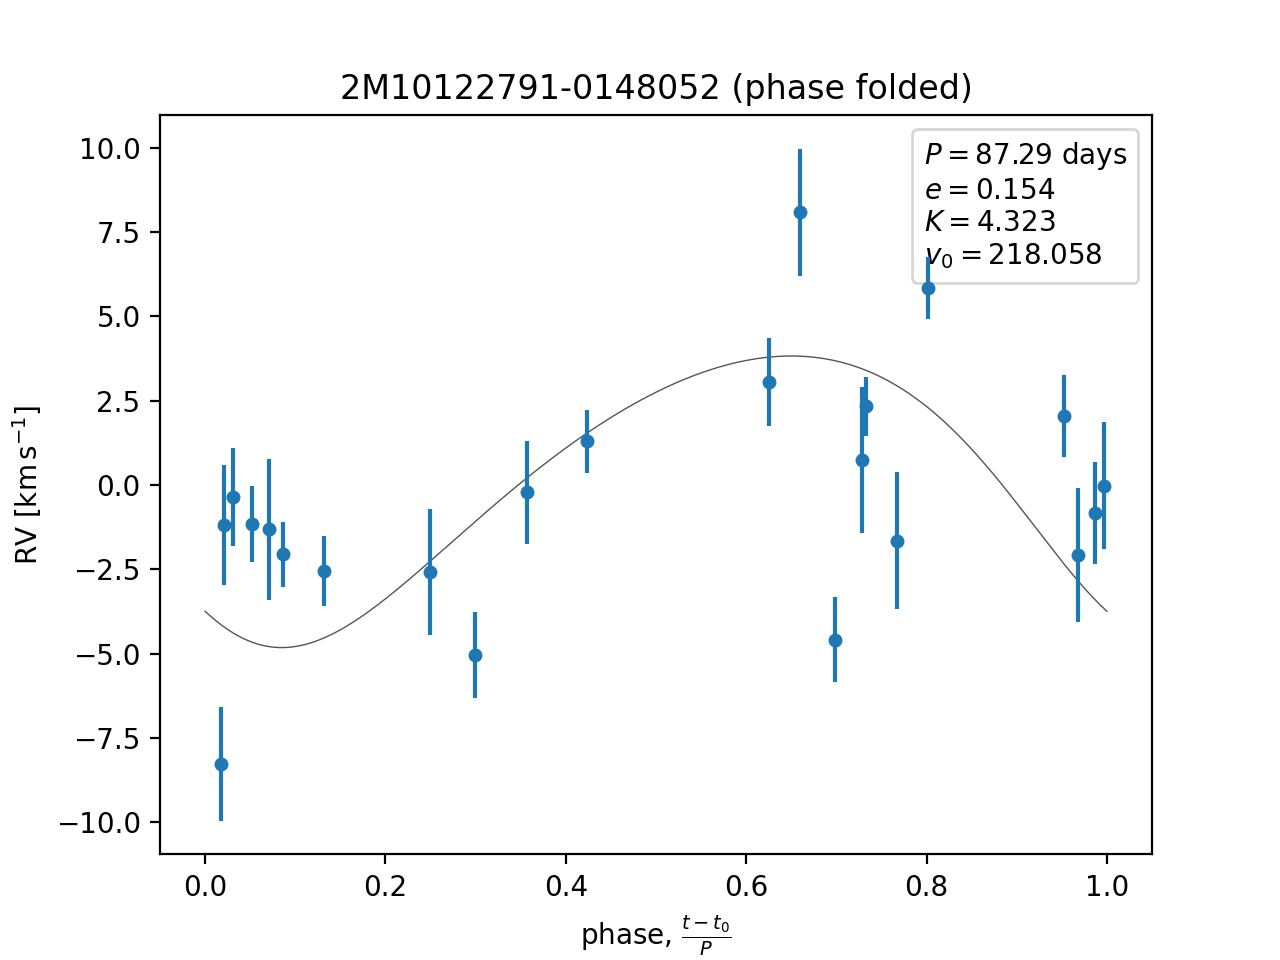 2M10122791-0148052 (phase folded)
P = 87.29 days
e = 0.154
K = 4.323
v₀ = 218.058
RV [km s⁻¹]
10.0
7.5
5.0
2.5
0.0
−2.5
−5.0
−7.5
−10.0
0.0 0.2 0.4 0.6 0.8 1.0
phase, (t − t₀)/P